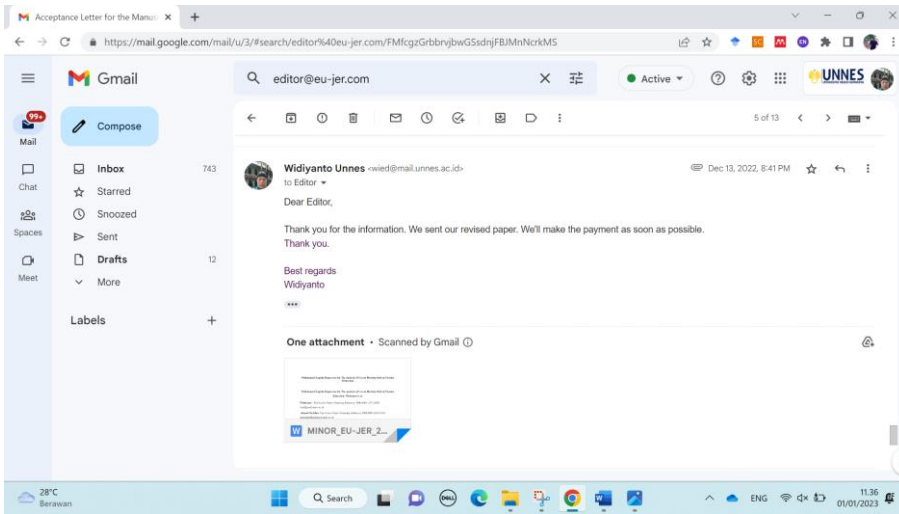 Acceptance Letter for the Manus
https://mail.google.com/mail/u/3/#search/editor%40eu-jer.com/FMfcgzGrbbrvjbwGSsdnjFBJMnNcrkMS
Gmail
editor@eu-jer.com
Active
UNNES
99+
Mail
Compose
5 of 13
Chat
Spaces
Meet
Inbox 743
Starred
Snoozed
Sent
Drafts 12
More
Labels
Widiyanto Unnes <wied@mail.unnes.ac.id>
Dec 13, 2022, 8:41 PM
to Editor
Dear Editor,
Thank you for the information. We sent our revised paper. We'll make the payment as soon as possible.
Thank you.
Best regards
Widiyanto
One attachment • Scanned by Gmail
W MINOR_EU-JER_2...
28°C
Berawan
Search
DELL
ENG
11.36
01/01/2023